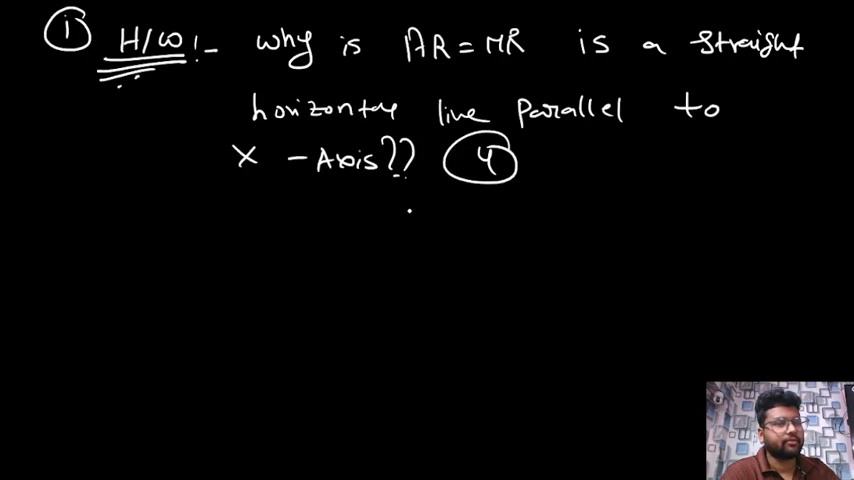 ① H/W:- why is AR = MR is a straight
horizontal line parallel to
X - Axis?? 4